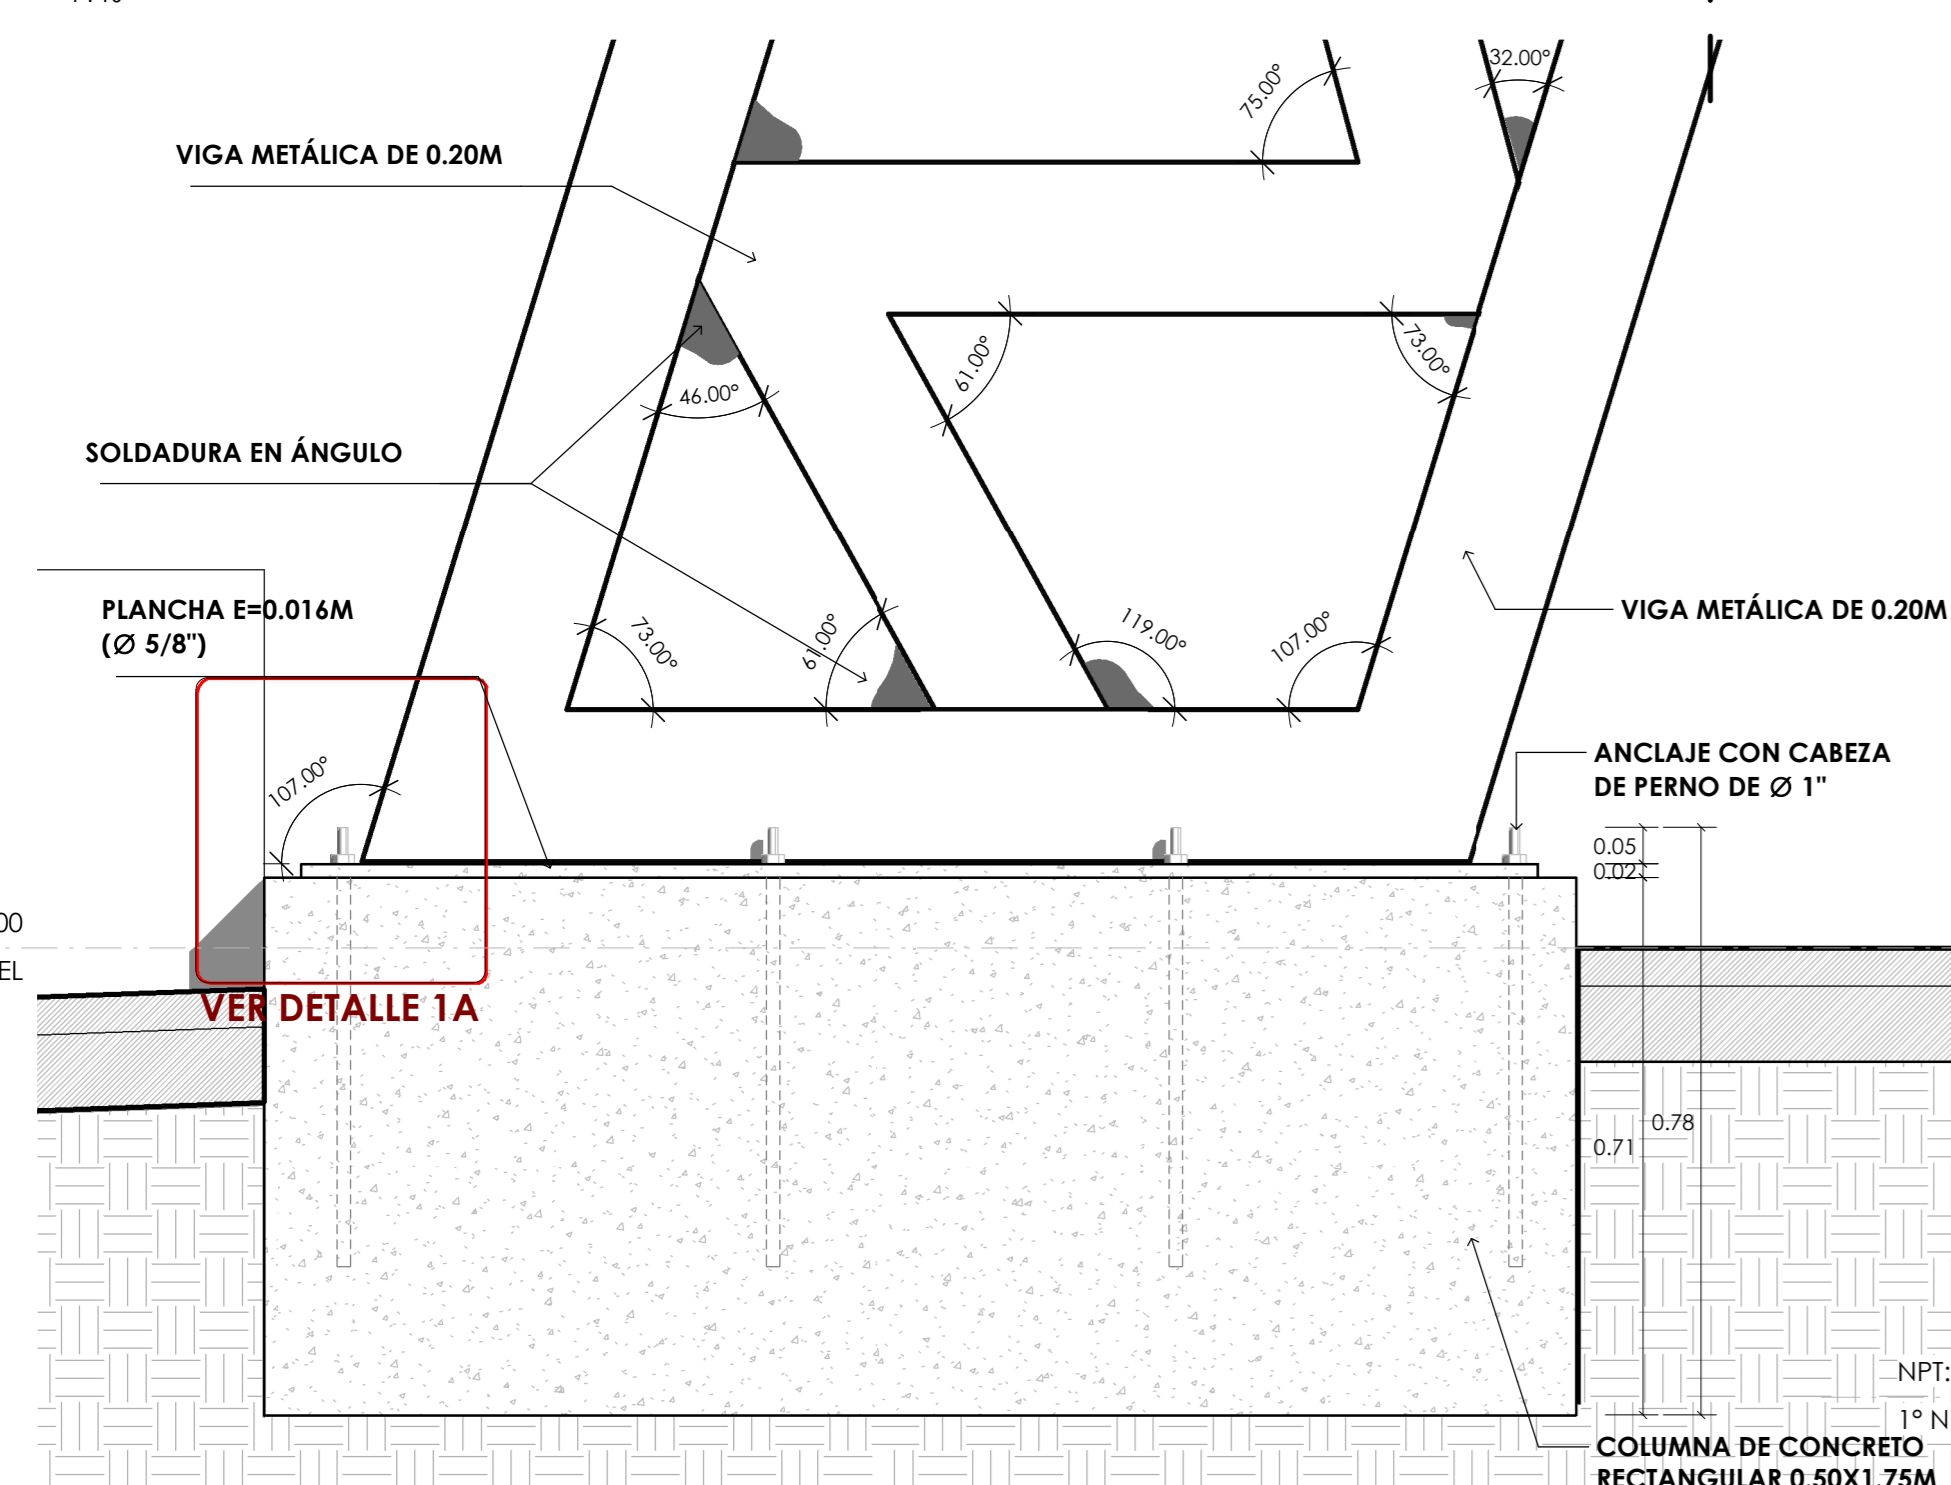 32.00°
75.00°
VIGA METÁLICA DE 0.20M
61.00°
73.00°
46.00°
SOLDADURA EN ÁNGULO
PLANCHA E=0.016M
(Ø 5/8")
73.00°
61.00°
119.00°
107.00°
VIGA METÁLICA DE 0.20M
107.00°
ANCLAJE CON CABEZA
DE PERNO DE Ø 1"
0.05
0.02
00
EL
VER DETALLE 1A
0.78
0.71
NPT:
1° N
COLUMNA DE CONCRETO
RECTANGULAR 0.50X1.75M